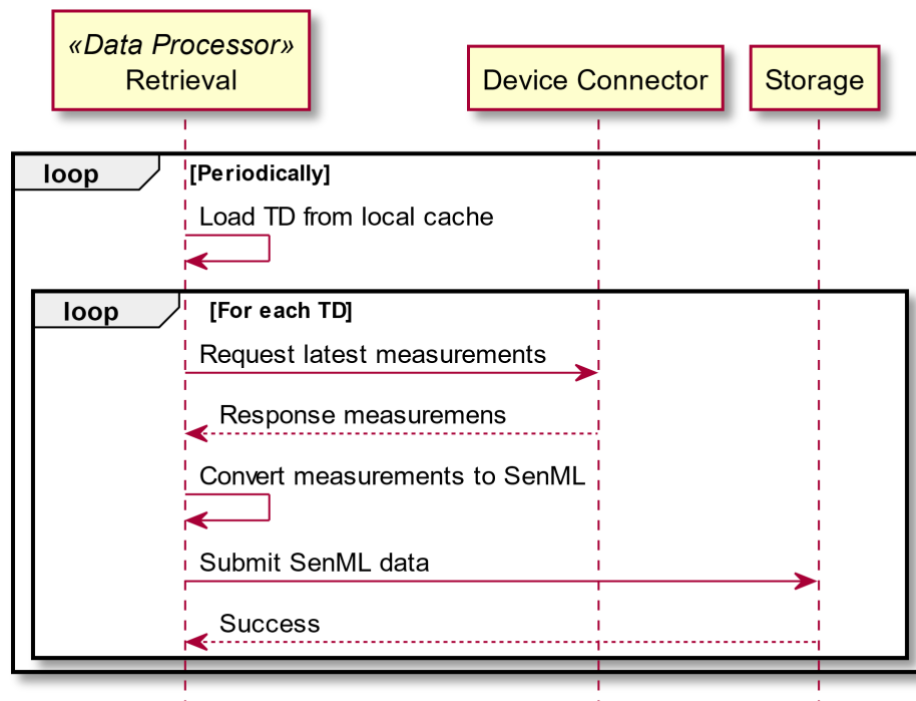 «Data Processor»
Retrieval
Device Connector
Storage
loop
[Periodically]
Load TD from local cache
loop
[For each TD]
Request latest measurements
Response measuremens
Convert measurements to SenML
Submit SenML data
Success